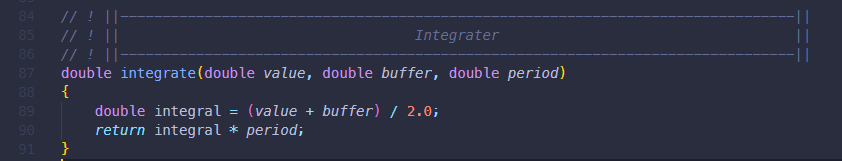 84 // ! ||--------------------------------------------------------------------------------||
85 // ! ||                                   Integrater                                   ||
86 // ! ||--------------------------------------------------------------------------------||
87 double integrate(double value, double buffer, double period)
88 {
89     double integral = (value + buffer) / 2.0;
90     return integral * period;
91 }